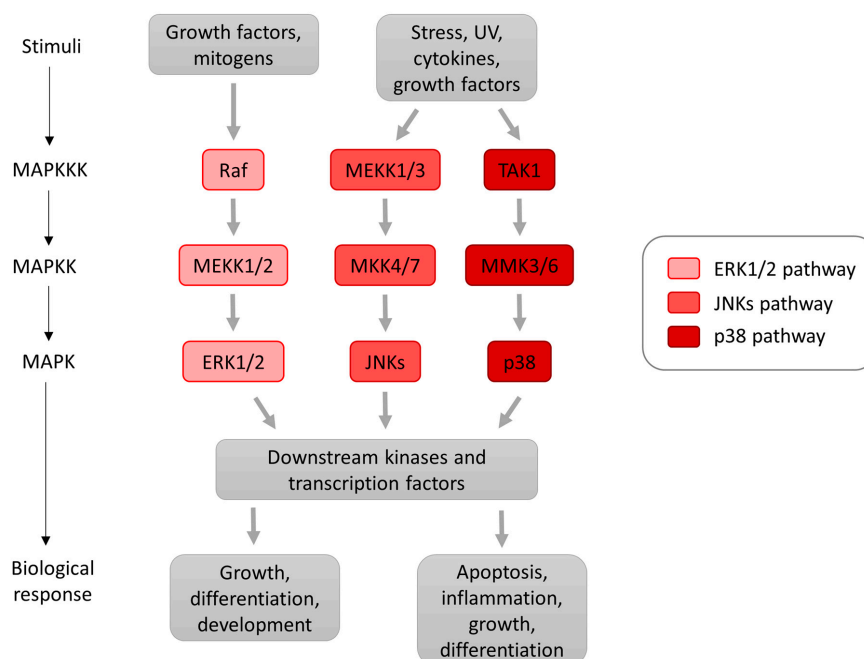 Stimuli
Growth factors,
mitogens
Stress, UV,
cytokines,
growth factors
MAPKKK
Raf
MEKK1/3
TAK1
MAPKK
MEKK1/2
MKK4/7
MMK3/6
MAPK
ERK1/2
JNKs
p38
ERK1/2 pathway
JNKs pathway
p38 pathway
Downstream kinases and
transcription factors
Biological
response
Growth,
differentiation,
development
Apoptosis,
inflammation,
growth,
differentiation